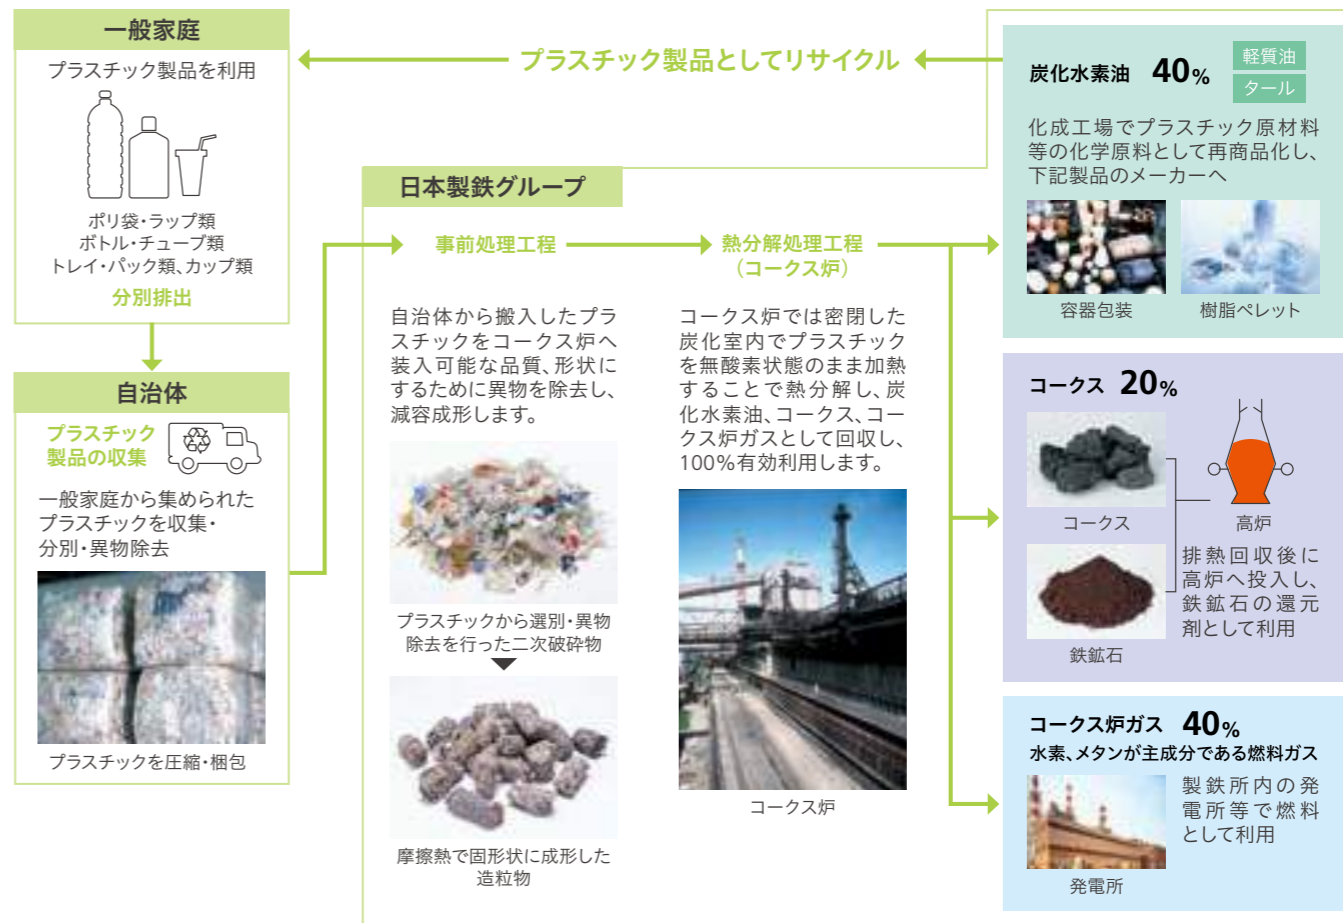 一般家庭
プラスチック製品を利用
ポリ袋・ラップ類
ボトル・チューブ類
トレイ・パック類、カップ類
分別排出
自治体
プラスチック
製品の収集
一般家庭から集められた
プラスチックを収集・
分別・異物除去
プラスチックを圧縮・梱包
プラスチック製品としてリサイクル
日本製鉄グループ
事前処理工程
自治体から搬入したプラ
スチックをコークス炉へ
装入可能な品質、形状に
するために異物を除去し、
減容成形します。
プラスチックから選別・異物
除去を行った二次破砕物
摩擦熱で固形状に成形した
造粒物
熱分解処理工程
（コークス炉）
コークス炉では密閉した
炭化室内でプラスチック
を無酸素状態のまま加熱
することで熱分解し、炭
化水素油、コークス、コー
クス炉ガスとして回収し、
100%有効利用します。
コークス炉
炭化水素油 40%
軽質油
タール
化成工場でプラスチック原材料
等の化学原料として再商品化し、
下記製品のメーカーへ
容器包装
樹脂ペレット
コークス 20%
コークス
高炉
鉄鉱石
排熱回収後に
高炉へ投入し、
鉄鉱石の還元
剤として利用
コークス炉ガス 40%
水素、メタンが主成分である燃料ガス
製鉄所内の発
電所等で燃料
として利用
発電所